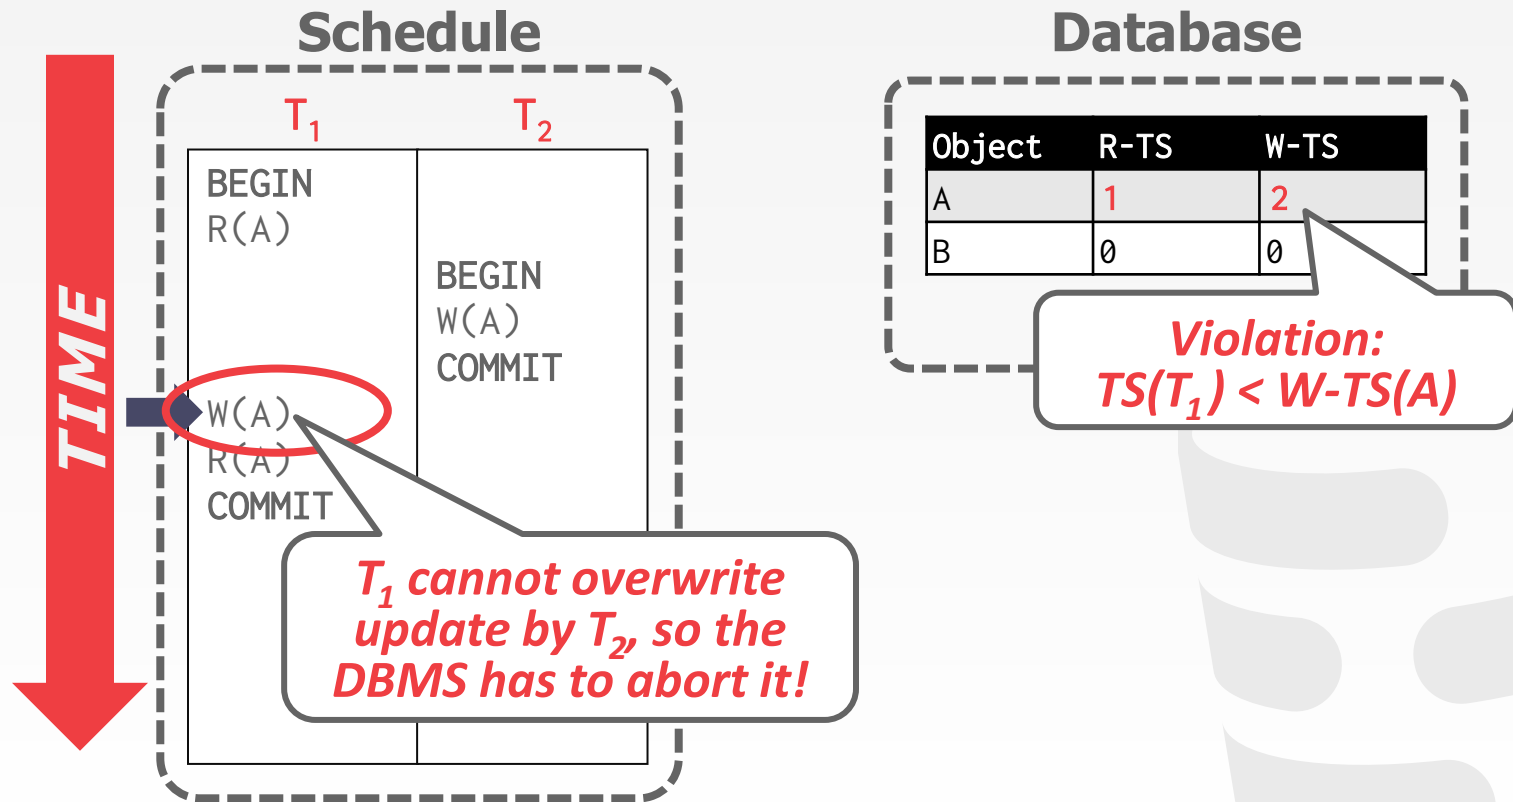 Schedule
Database
TIME
T₁ T₂
BEGIN
R(A)
BEGIN
W(A)
COMMIT
W(A)
R(A)
COMMIT
T₁ cannot overwrite
update by T₂, so the
DBMS has to abort it!
Object R-TS W-TS
A 1 2
B 0 0
Violation:
TS(T₁) < W-TS(A)